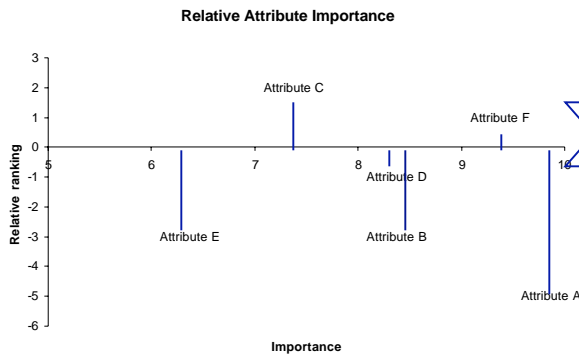 Relative Attribute Importance
3
2
1
0
-1
-2
-3
-4
-5
-6
5
6
7
8
9
10
Attribute C
Attribute F
Attribute D
Attribute E
Attribute B
Attribute A
Relative ranking
Importance